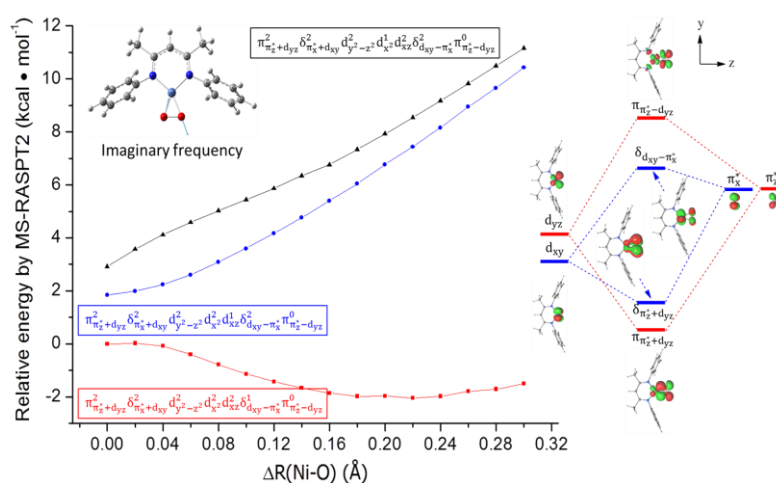 π²π*z+dyz δ²π*x+dxy d²y²−z² d¹x² d²xz δ²dxy−π*x π⁰π*z−dyz
Imaginary frequency
12
10
8
6
4
2
0
-2
Relative energy by MS-RASPT2 (kcal • mol⁻¹)
π²π*z+dyz δ²π*x+dxy d²y²−z² d²x² d¹xz δ²dxy−π*x π⁰π*z−dyz
π²π*z+dyz δ²π*x+dxy d²y²−z² d²x² d²xz δ¹dxy−π*x π⁰π*z−dyz
0.00 0.04 0.08 0.12 0.16 0.20 0.24 0.28 0.32
ΔR(Ni-O) (Å)
y
z
ππ*z−dyz
δdxy−π*x
π*x
π*z
dyz
dxy
δπ*z+dyz
ππ*z+dyz